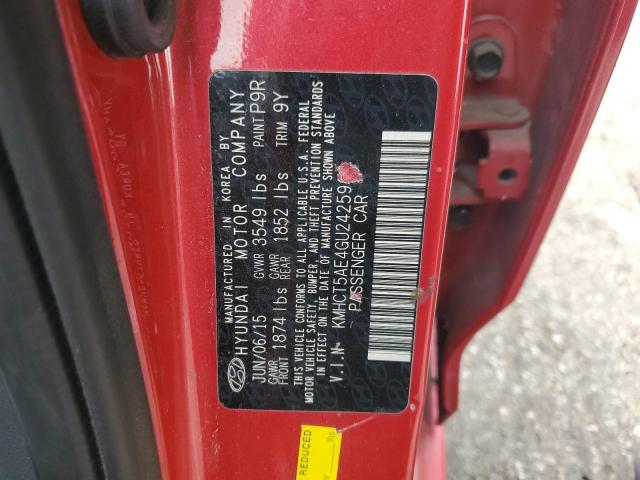 MANUFACTURED IN KOREA BY
HYUNDAI MOTOR COMPANY
JUN/06/15 GVWR 3549 lbs PAINT P9R
GAWR FRONT 1874 lbs GAWR REAR 1852 lbs TRIM 9Y
THIS VEHICLE CONFORMS TO ALL APPLICABLE U.S.A. FEDERAL
MOTOR VEHICLE SAFETY, BUMPER, AND THEFT PREVENTION STANDARDS
IN EFFECT ON THE DATE OF MANUFACTURE SHOWN ABOVE
V.I.N- KMHCT5AE4GU24259
PASSENGER CAR
REDUCED
lbs